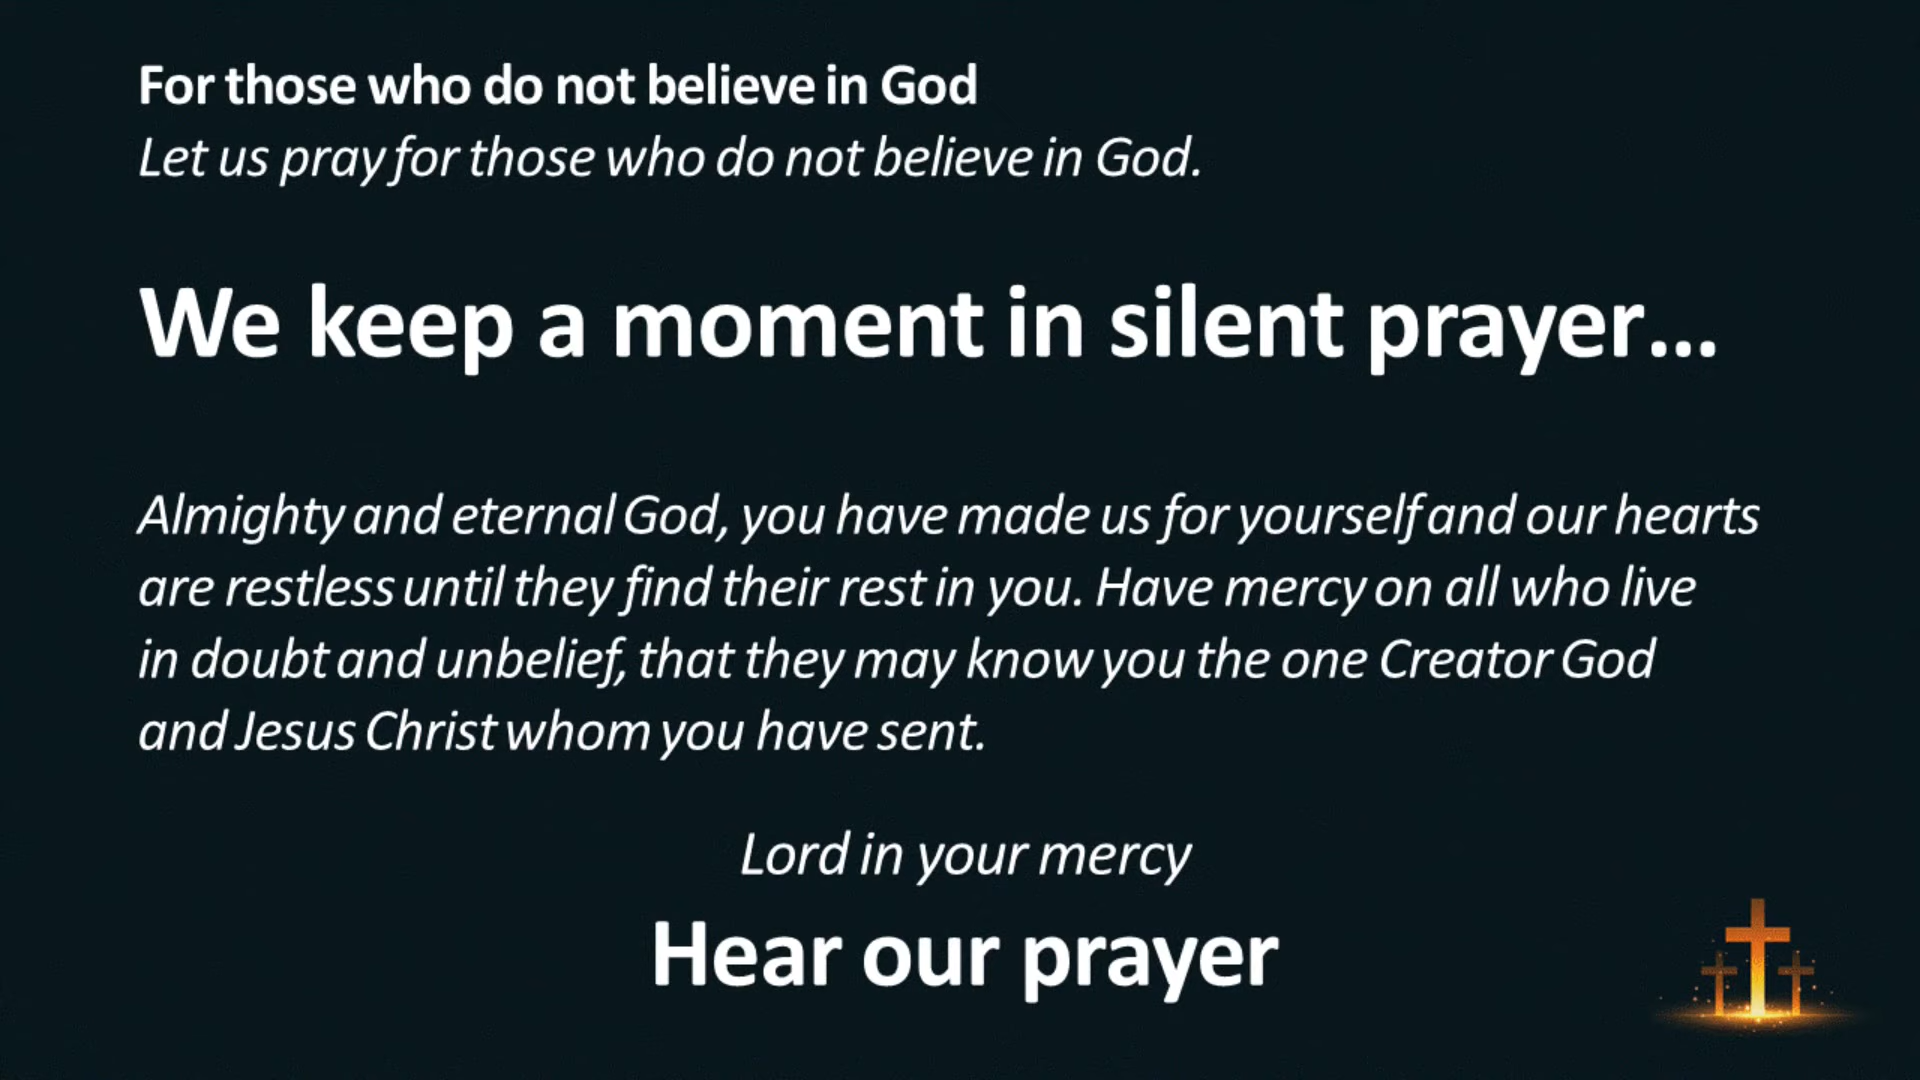 For those who do not believe in God
Let us pray for those who do not believe in God.
We keep a moment in silent prayer...
Almighty and eternal God, you have made us for yourself and our hearts
are restless until they find their rest in you. Have mercy on all who live
in doubt and unbelief, that they may know you the one Creator God
and Jesus Christ whom you have sent.
Lord in your mercy
Hear our prayer